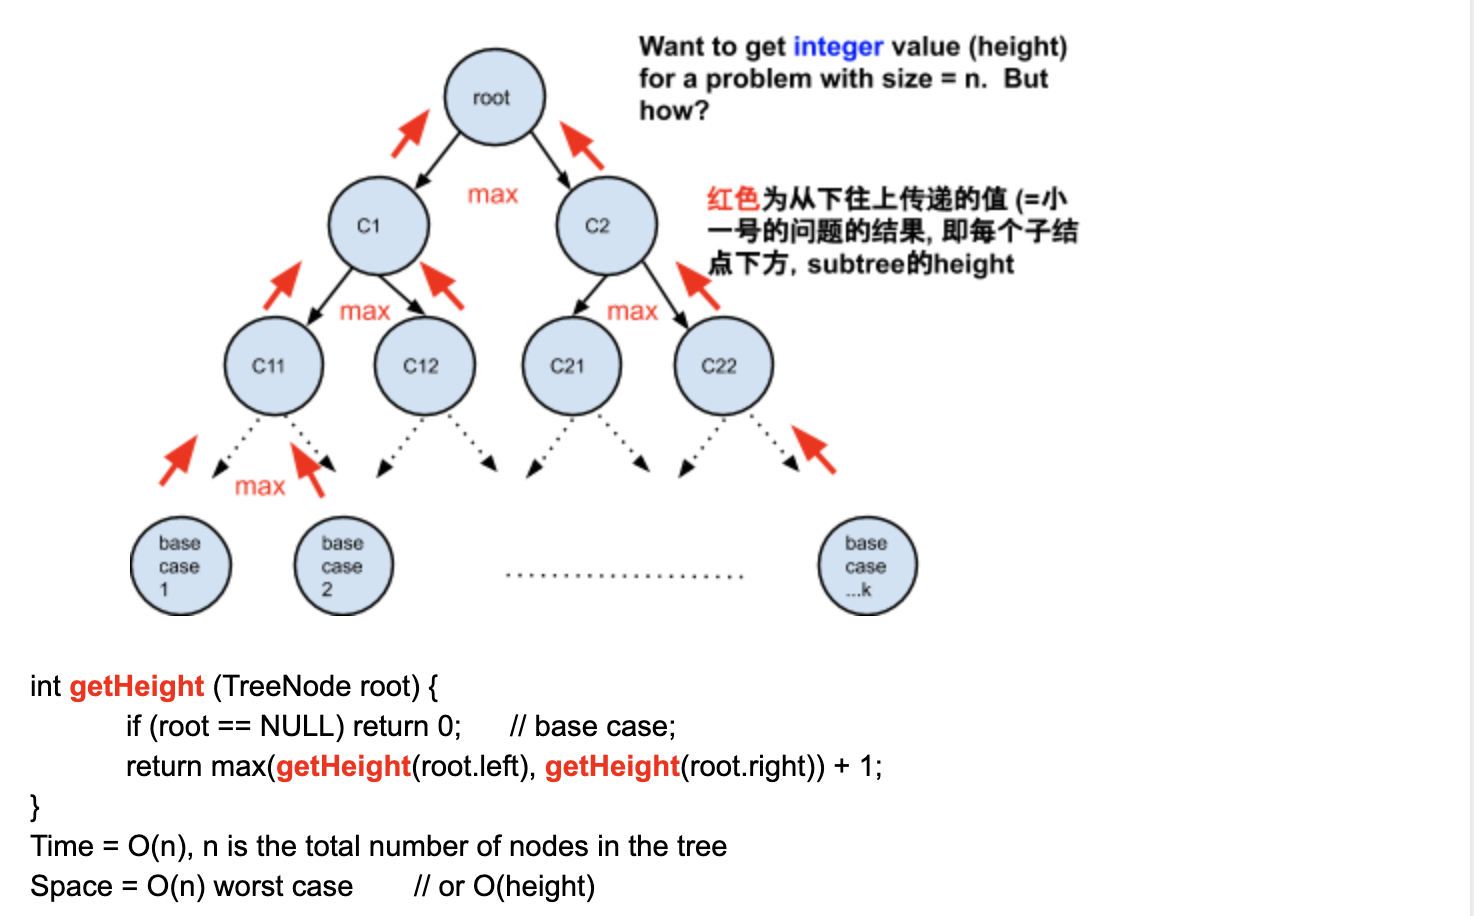 Want to get integer value (height)
for a problem with size = n.  But
how?
root
max
红色为从下往上传递的值 (=小
一号的问题的结果, 即每个子结
点下方, subtree的height
C1
C2
max
max
C11
C12
C21
C22
max
base
case
1
base
case
2
base
case
...k
int getHeight (TreeNode root) {
if (root == NULL) return 0;      // base case;
return max(getHeight(root.left), getHeight(root.right)) + 1;
}
Time = O(n), n is the total number of nodes in the tree
Space = O(n) worst case        // or O(height)